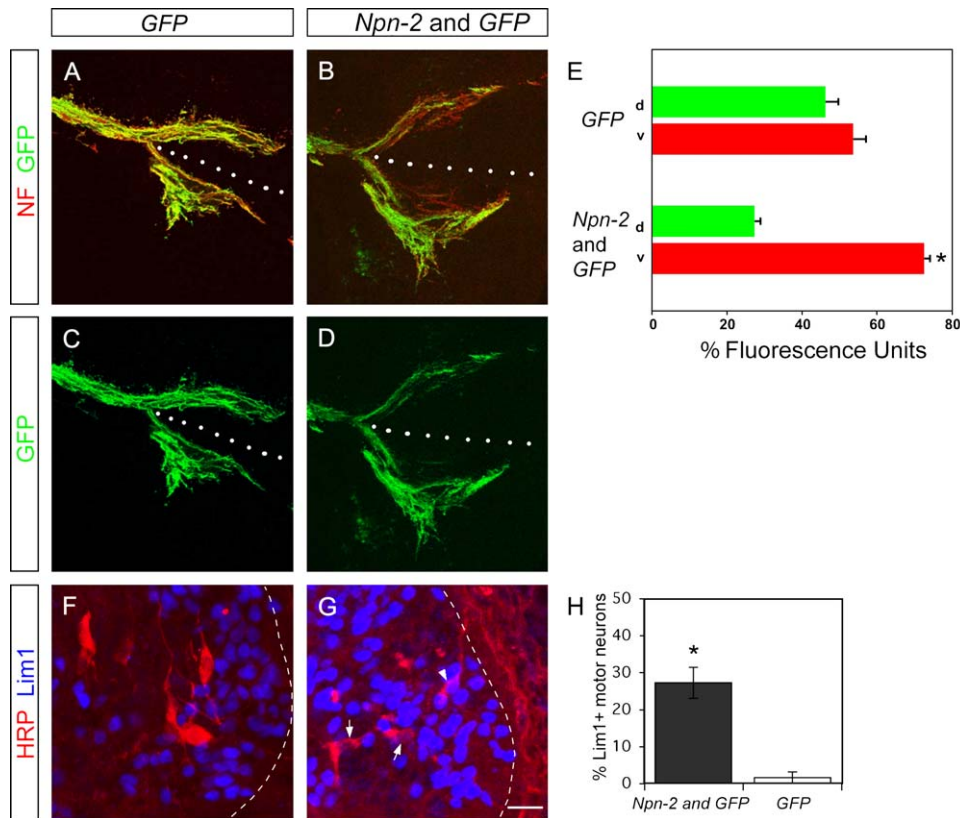 GFP
Npn-2 and GFP
NF GFP
A
B
E
GFP
d
v
Npn-2
and
GFP
d
v
*
0 20 40 60 80
% Fluorescence Units
GFP
C
D
HRP Lim1
F
G
H
% Lim1+ motor neurons
50
40
30
20
10
0
*
Npn-2 and GFP GFP